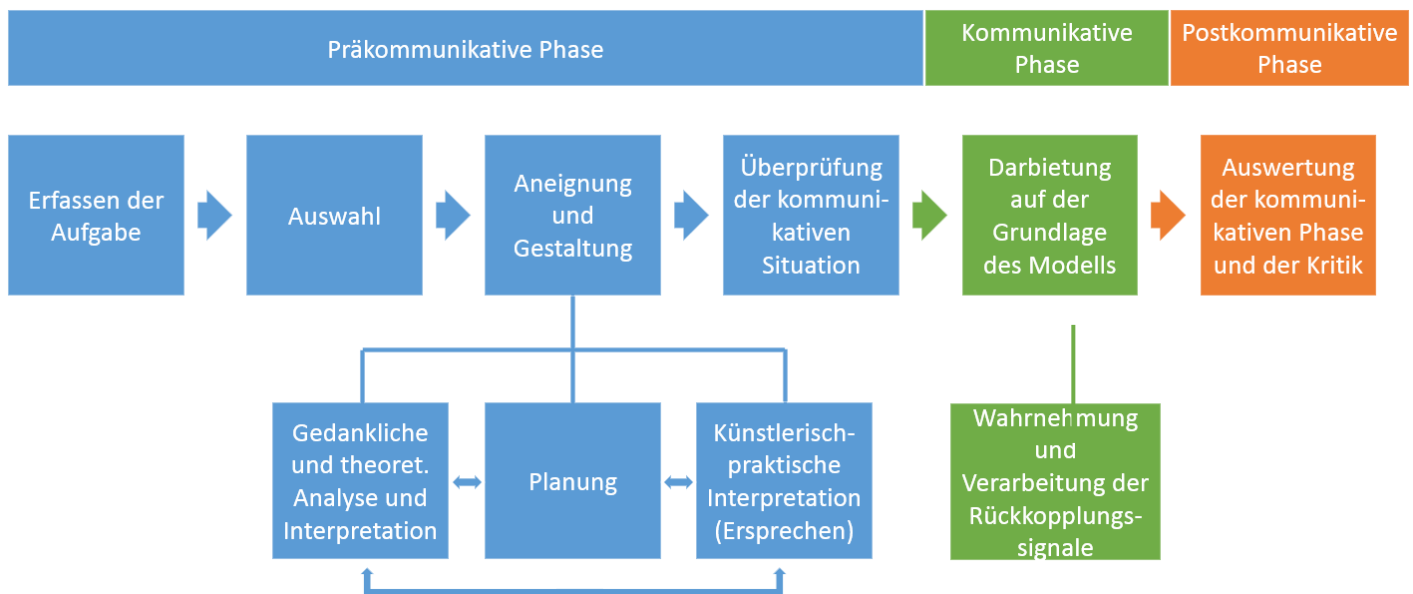 Präkommunikative Phase
Kommunikative
Phase
Postkommunikative
Phase
Erfassen der
Aufgabe
Auswahl
Aneignung
und
Gestaltung
Überprüfung
der kommuni-
kativen
Situation
Darbietung
auf der
Grundlage
des Modells
Auswertung
der kommuni-
kativen Phase
und der Kritik
Gedankliche
und theoret.
Analyse und
Interpretation
Planung
Künstlerisch-
praktische
Interpretation
(Ersprechen)
Wahrnehmung
und
Verarbeitung der
Rückkopplungs-
signale